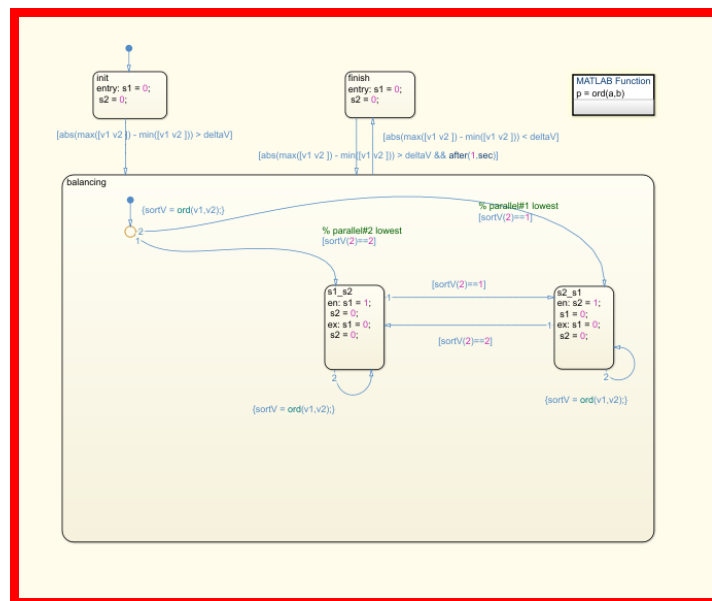 init
entry: s1 = 0;
s2 = 0;
finish
entry: s1 = 0;
s2 = 0;
MATLAB Function
p = ord(a,b)
[abs(max([v1 v2 ]) - min([v1 v2 ])) > deltaV]
[abs(max([v1 v2 ]) - min([v1 v2 ])) < deltaV]
[abs(max([v1 v2 ]) - min([v1 v2 ])) > deltaV && after(1,sec)]
balancing
{sortV = ord(v1,v2);}
% parallel#1 lowest
[sortV(2)==1]
2
1
% parallel#2 lowest
[sortV(2)==2]
s1_s2
en: s1 = 1;
s2 = 0;
ex: s1 = 0;
s2 = 0;
1
[sortV(2)==1]
s2_s1
en: s2 = 1;
s1 = 0;
ex: s1 = 0;
s2 = 0;
1
[sortV(2)==2]
2
{sortV = ord(v1,v2);}
2
{sortV = ord(v1,v2);}